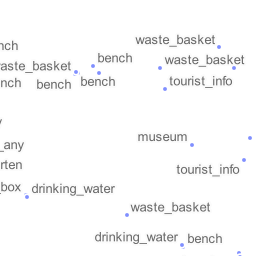 waste_basket
nch
bench
waste_basket
aste_basket
nch
bench
bench
tourist_info
museum
_any
rten
tourist_info
box
drinking_water
waste_basket
drinking_water
bench